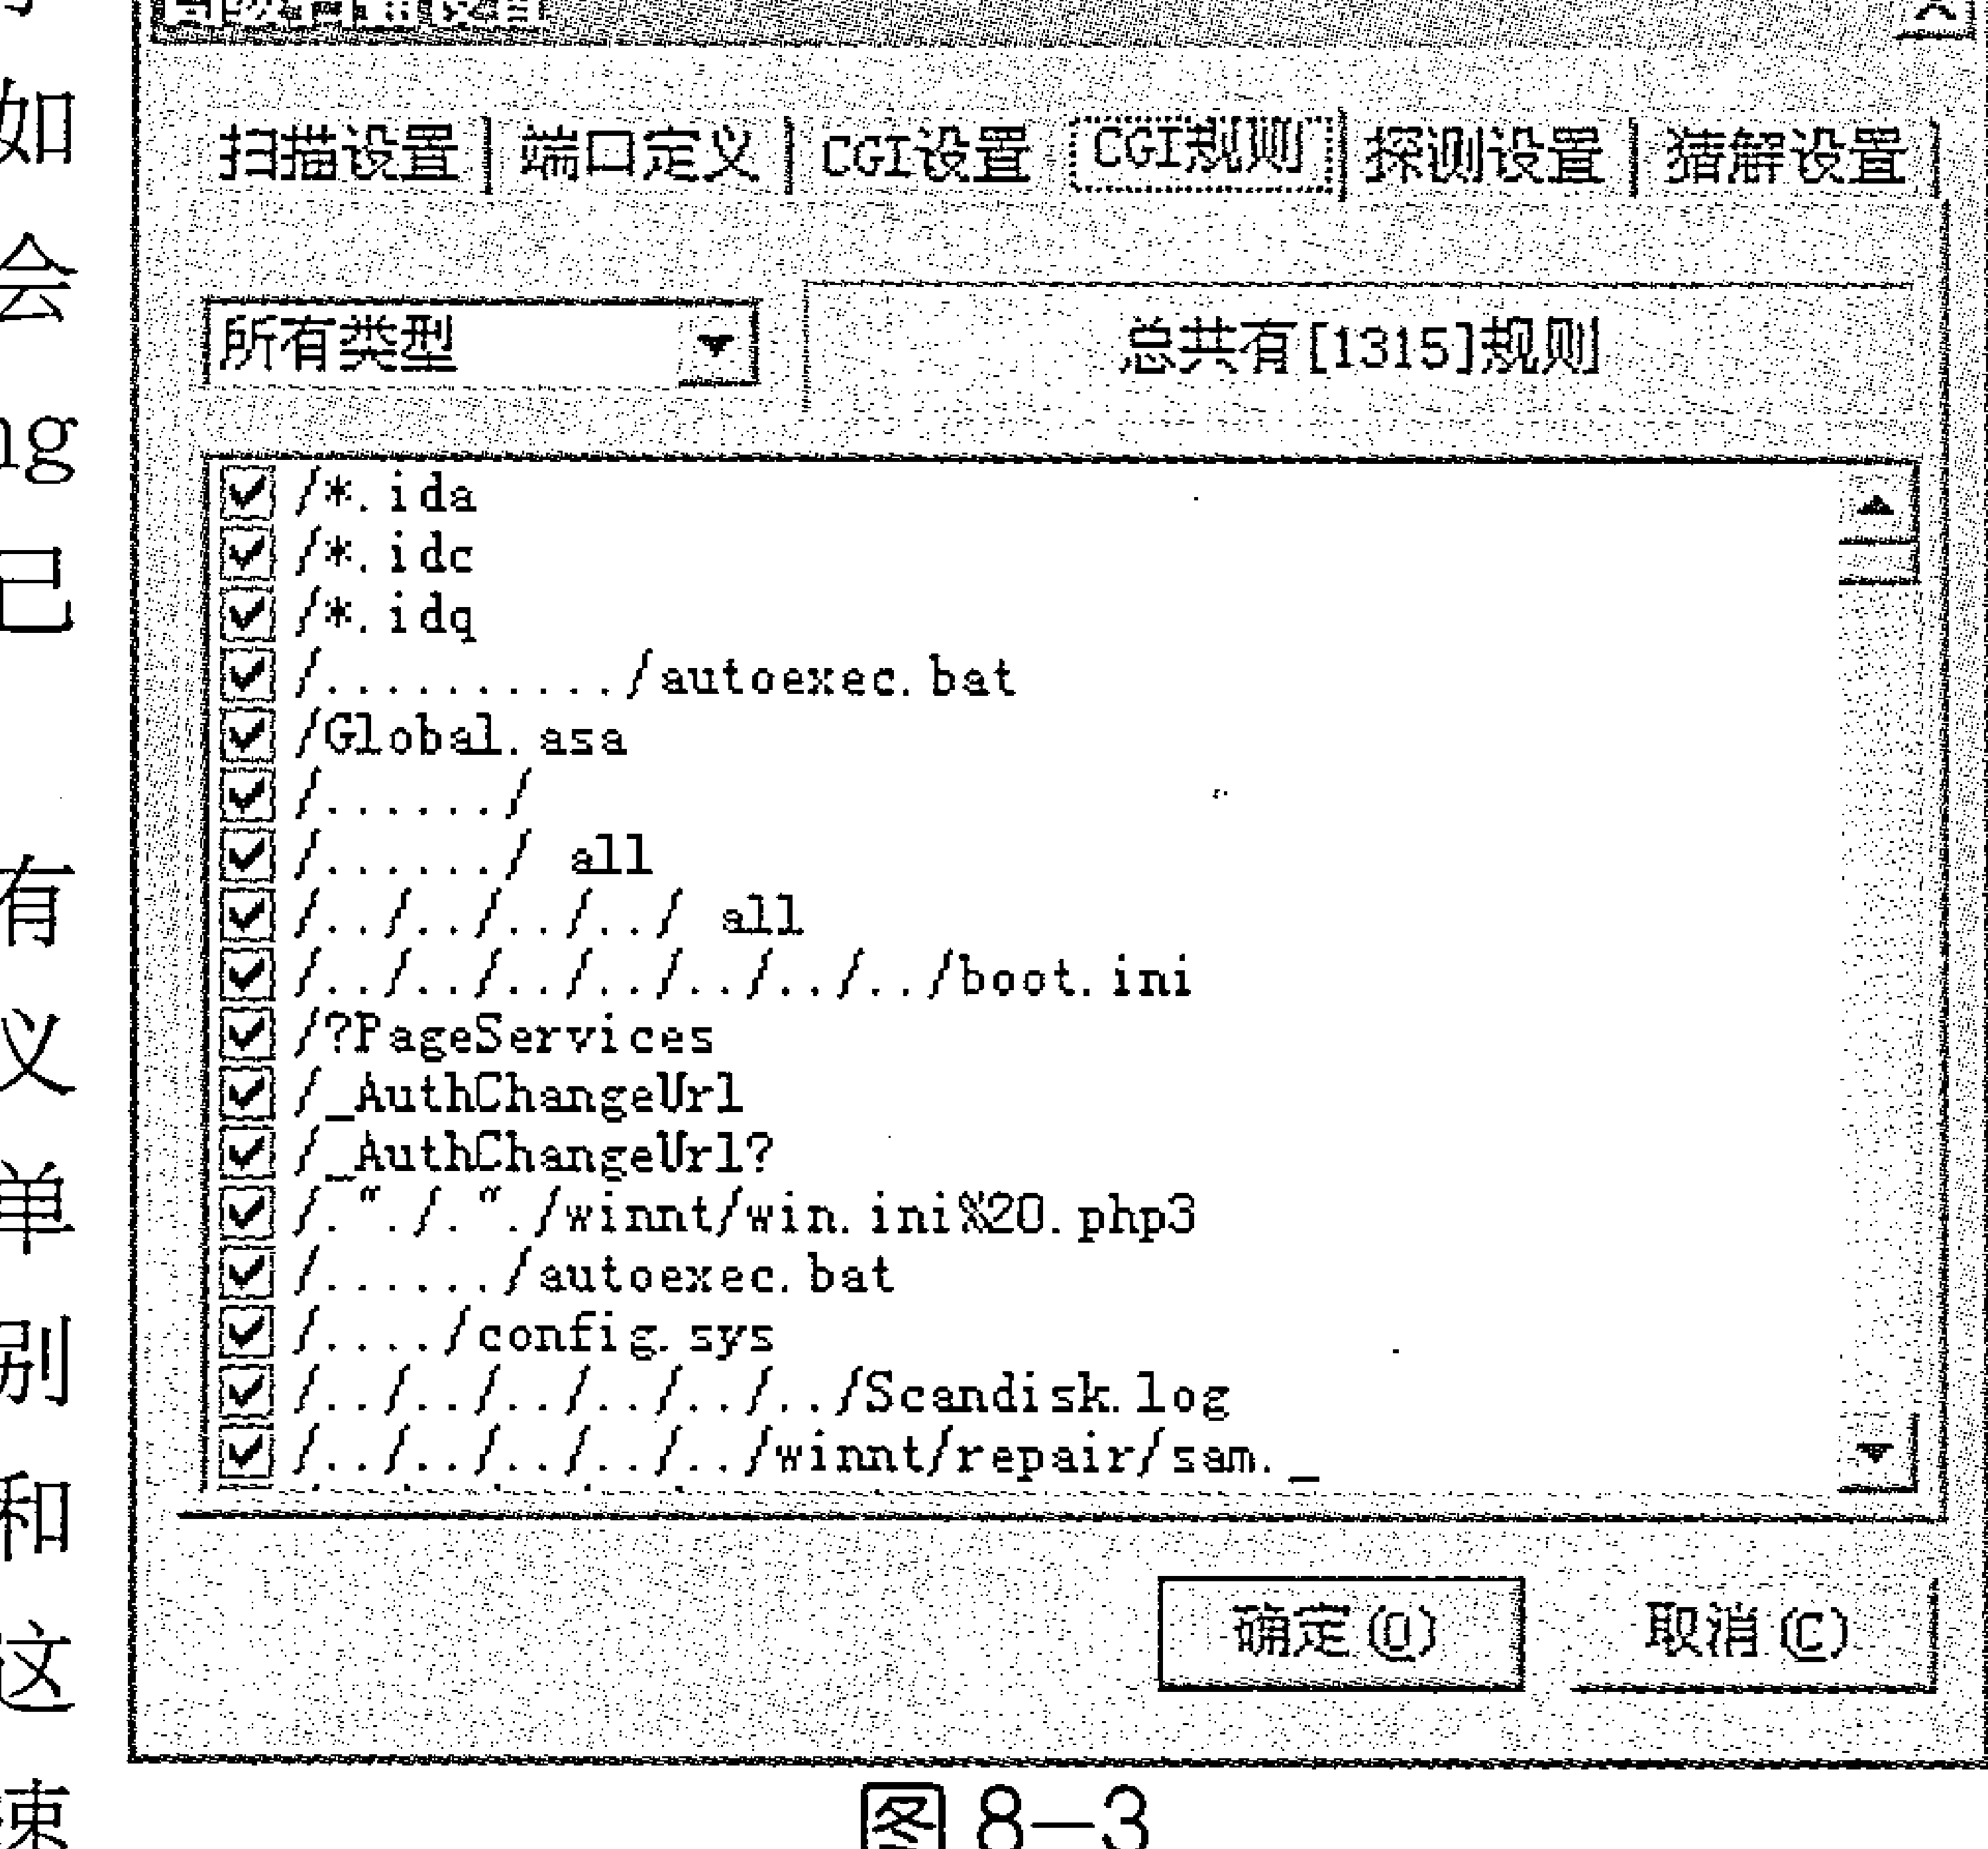 如
会
ng
己
有
义
单
别
和
这
扫描设置 端口定义 CGI设置 CGI规则 探测设置 猜解设置
所有类型 总共有[1315]规则
/*.ida
/*.idc
/*.idq
/........../autoexec.bat
/Global.asa
/....../
/....../ all
/../../../../ all
/../../../../../../../boot.ini
/?PageServices
/_AuthChangeUrl
/_AuthChangeUrl?
/."./."./winnt/win.ini%20.php3
/....../autoexec.bat
/..../config.sys
/../../../../../../Scandisk.log
/../../../../../winnt/repair/sam._
确定(O) 取消(C)
图 8-3